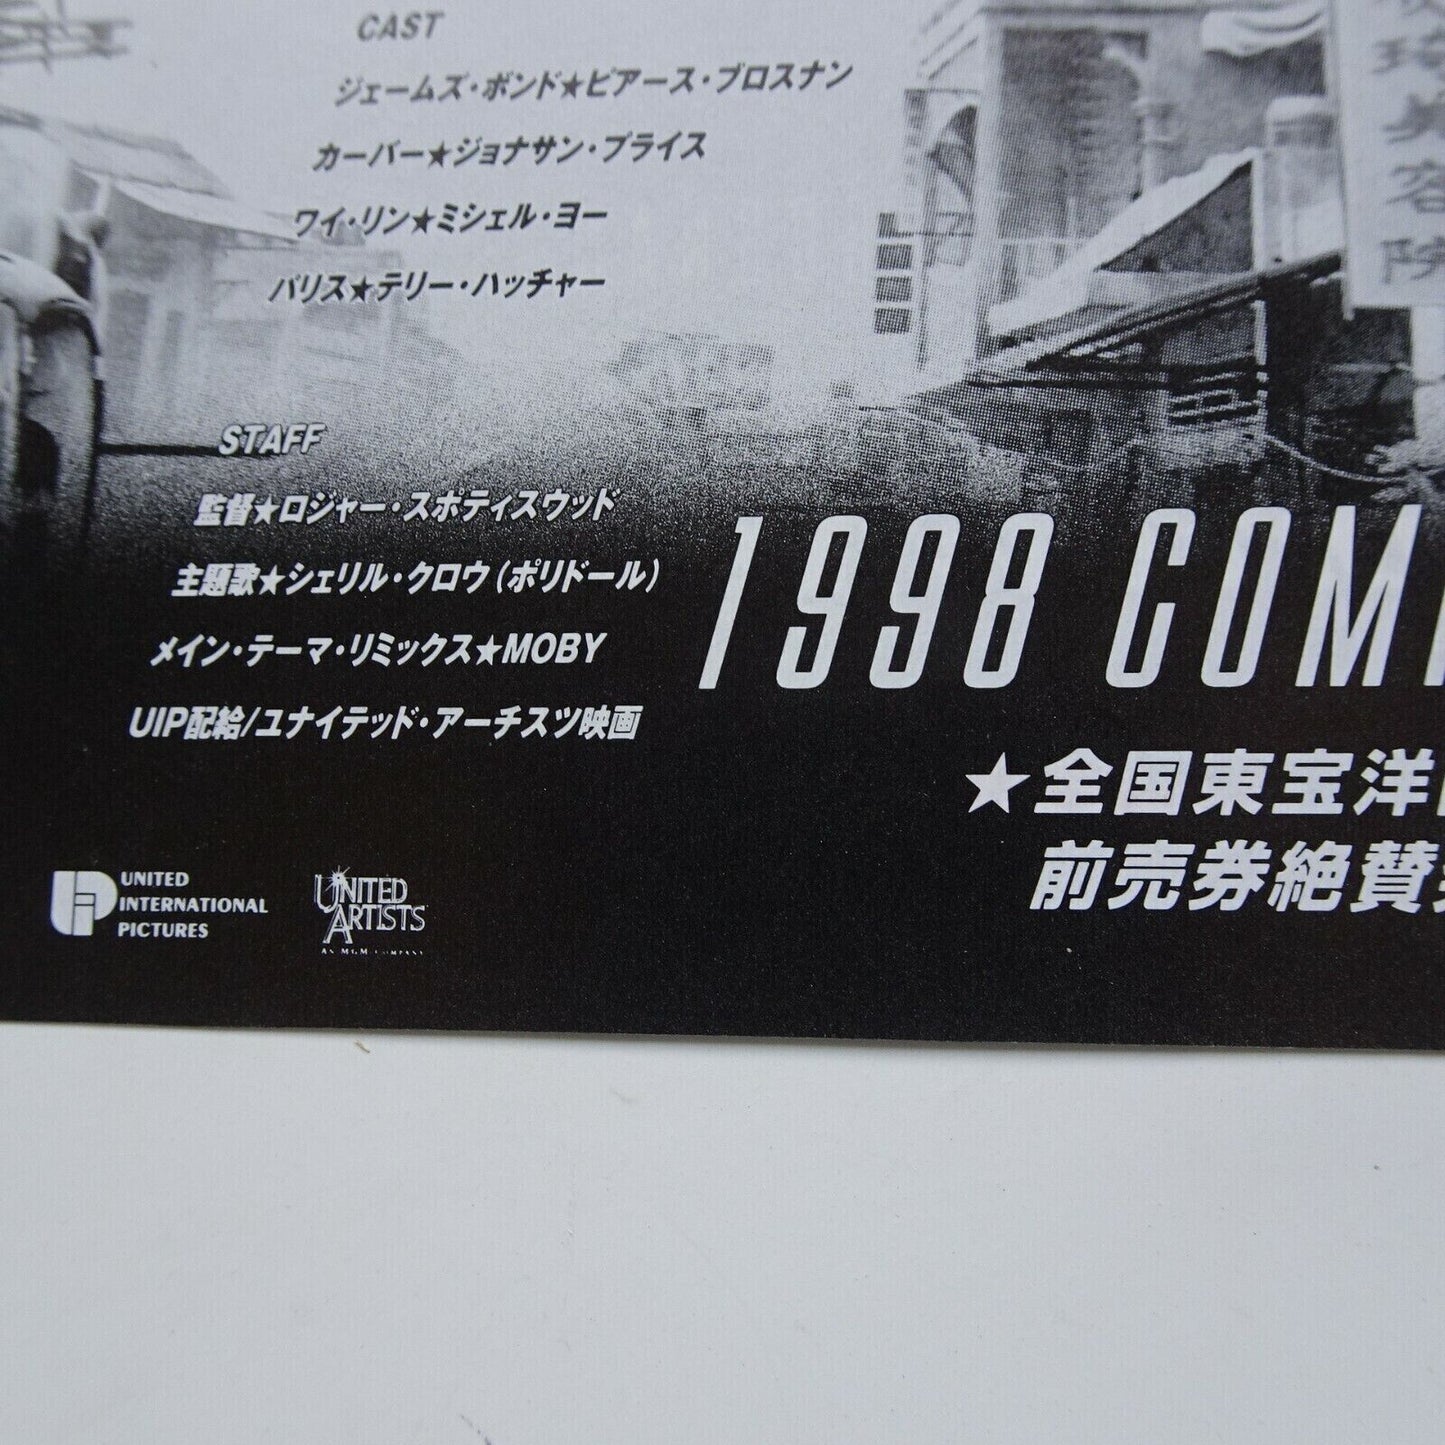 CAST
ジェームズ・ボンド★ピアース・ブロスナン
カーバー★ジョナサン・プライス
ワイ・リン★ミシェル・ヨー
パリス★テリー・ハッチャー
美容院
STAFF
監督★ロジャー・スポティスウッド
主題歌★シェリル・クロウ(ポリドール)
メイン・テーマ・リミックス★MOBY
UIP配給/ユナイテッド・アーチスツ映画
1998 COM
★全国東宝洋
前売券絶賛
UNITED
INTERNATIONAL
PICTURES
UNITED
ARTISTS
AN MGM COMPANY